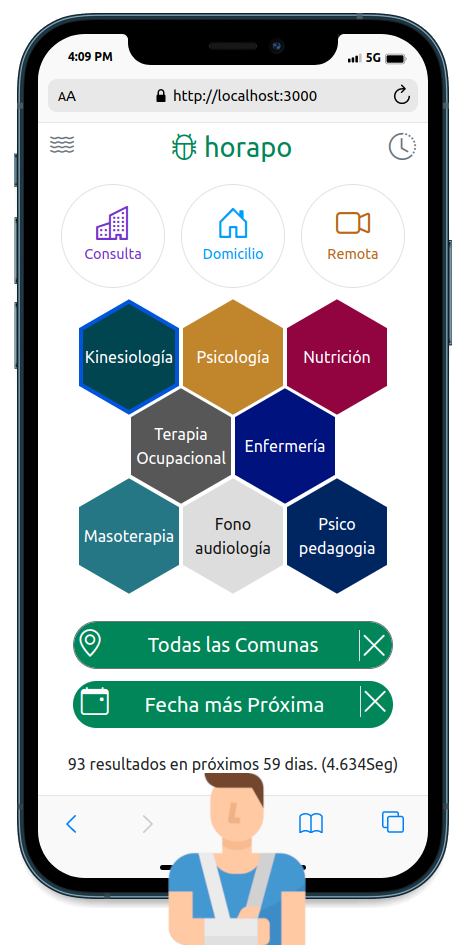 4:09 PM 5G
AA http://localhost:3000
horapo
Consulta Domicilio Remota
Kinesiología Psicología Nutrición
Terapia
Ocupacional
Enfermería
Masoterapia
Fono
audiología
Psico
pedagogia
Todas las Comunas
Fecha más Próxima
93 resultados en próximos 59 dias. (4.634Seg)